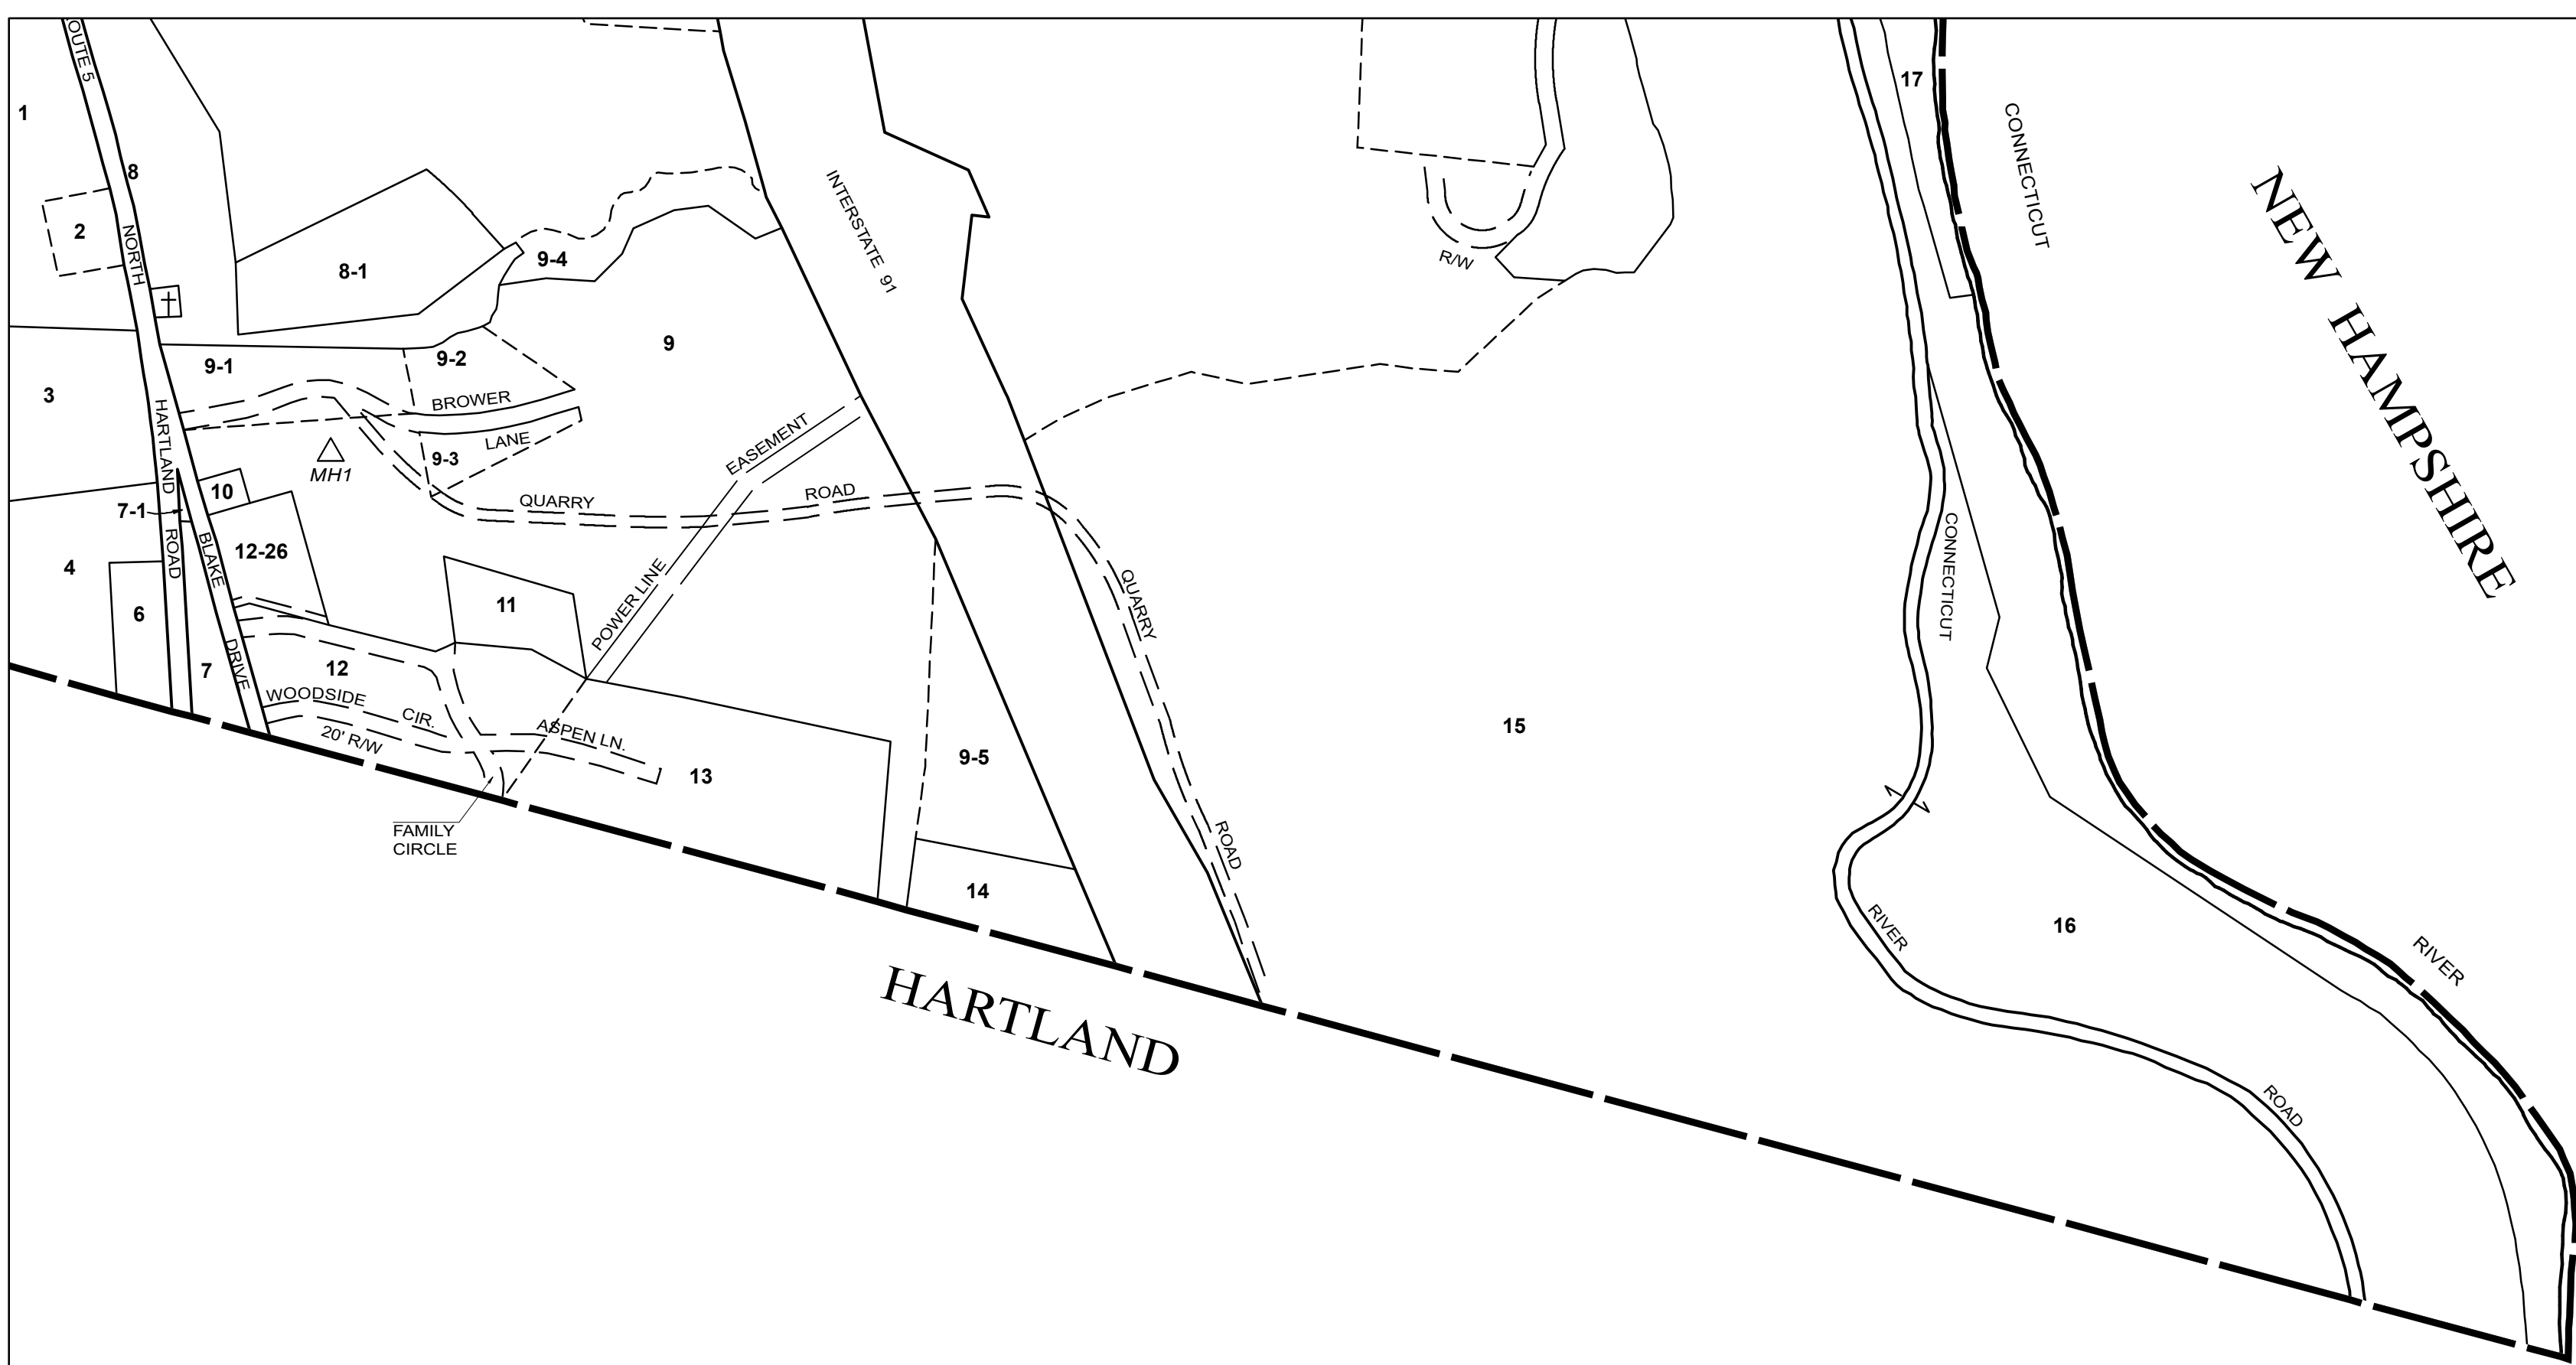 OUTE 5
1
17
CONNECTICUT
8
2
NORTH
INTERSTATE 91
NEW HAMPSHIRE
8-1
9-4
R/W
9
9-1
9-2
3
BROWER
LANE
HARTLAND
9-3
MH1
EASEMENT
10
QUARRY
ROAD
7-1
ROAD
BLAKE
12-26
4
6
11
POWER LINE
QUARRY
CONNECTICUT
7
DRIVE
12
WOODSIDE
CIR.
20' R/W
ASPEN LN.
13
9-5
15
FAMILY
CIRCLE
ROAD
14
16
RIVER
RIVER
HARTLAND
ROAD